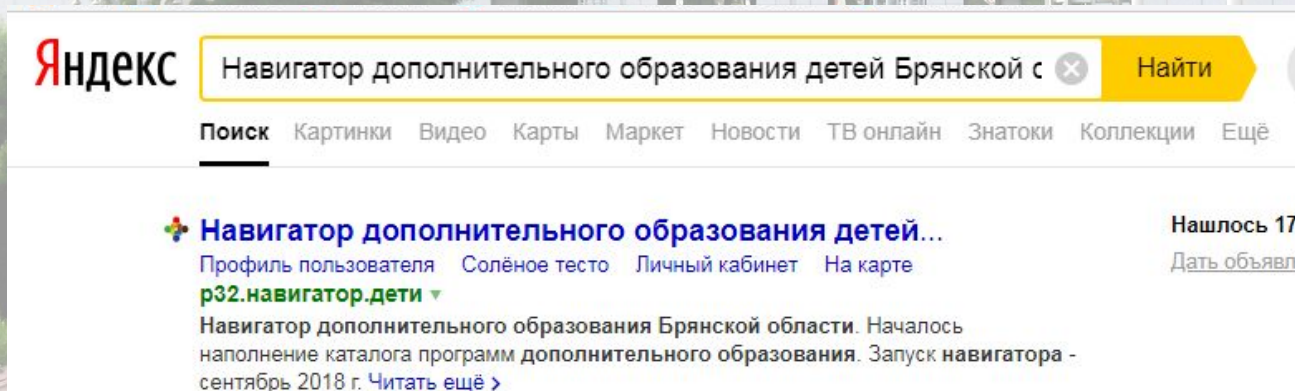 Яндекс
Навигатор дополнительного образования детей Брянской с
Найти
Поиск Картинки Видео Карты Маркет Новости ТВ онлайн Знатоки Коллекции Ещё
Навигатор дополнительного образования детей...
Профиль пользователя Солёное тесто Личный кабинет На карте
р32.навигатор.дети
Навигатор дополнительного образования Брянской области. Началось
наполнение каталога программ дополнительного образования. Запуск навигатора -
сентябрь 2018 г. Читать ещё >
Нашлось 17
Дать объявл